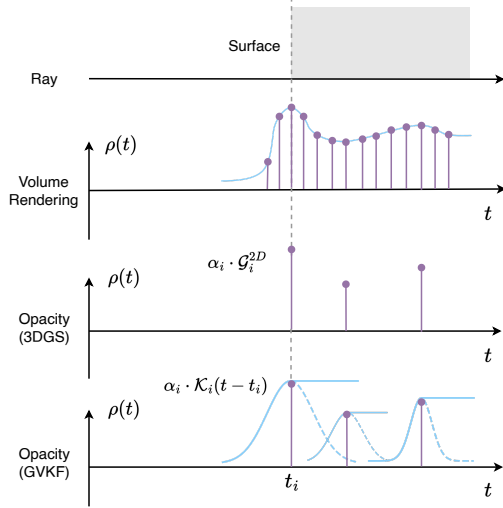 Surface
Ray
ρ(t)
Volume
Rendering
t
ρ(t)
α_i · 𝒢_i^{2D}
Opacity
(3DGS)
t
ρ(t)
α_i · 𝒦_i(t − t_i)
Opacity
(GVKF)
t_i
t